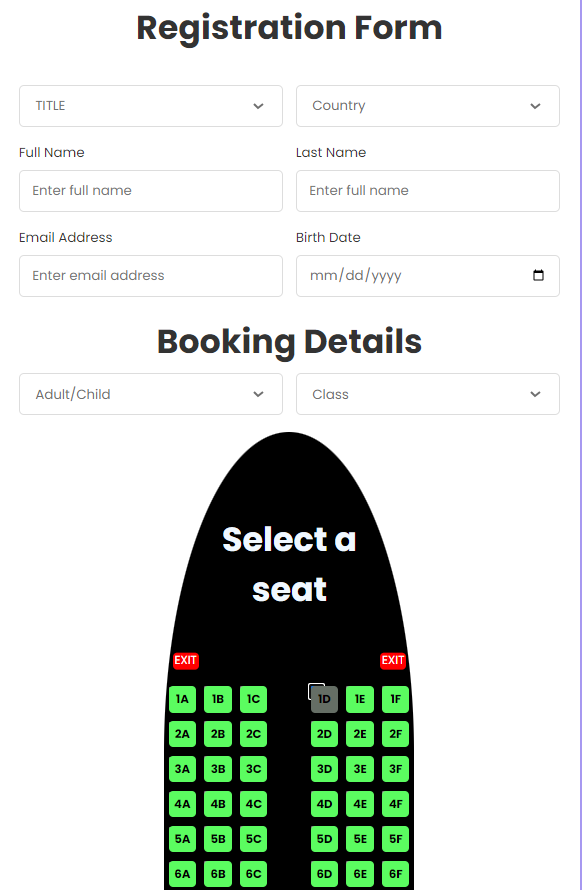 Registration Form
TITLE Country
Full Name Last Name
Enter full name Enter full name
Email Address Birth Date
Enter email address mm/dd/yyyy
Booking Details
Adult/Child Class
Select a
seat
EXIT EXIT
1A 1B 1C 1D 1E 1F
2A 2B 2C 2D 2E 2F
3A 3B 3C 3D 3E 3F
4A 4B 4C 4D 4E 4F
5A 5B 5C 5D 5E 5F
6A 6B 6C 6D 6E 6F